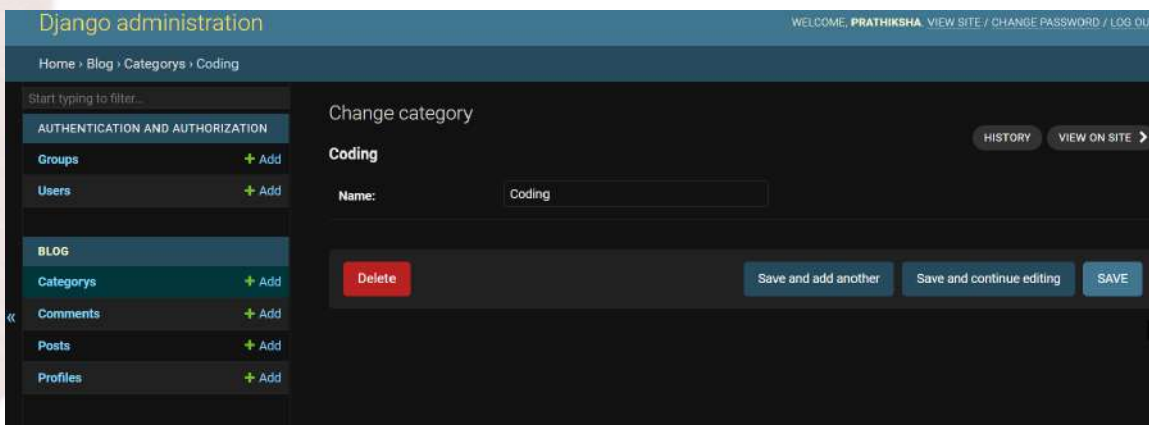 Django administration
WELCOME, PRATHIKSHA. VIEW SITE / CHANGE PASSWORD / LOG OU
Home › Blog › Categorys › Coding
Start typing to filter...
AUTHENTICATION AND AUTHORIZATION
Groups + Add
Users + Add
BLOG
Categorys + Add
Comments + Add
Posts + Add
Profiles + Add
«
Change category
HISTORY VIEW ON SITE
Coding
Name: Coding
Delete Save and add another Save and continue editing SAVE